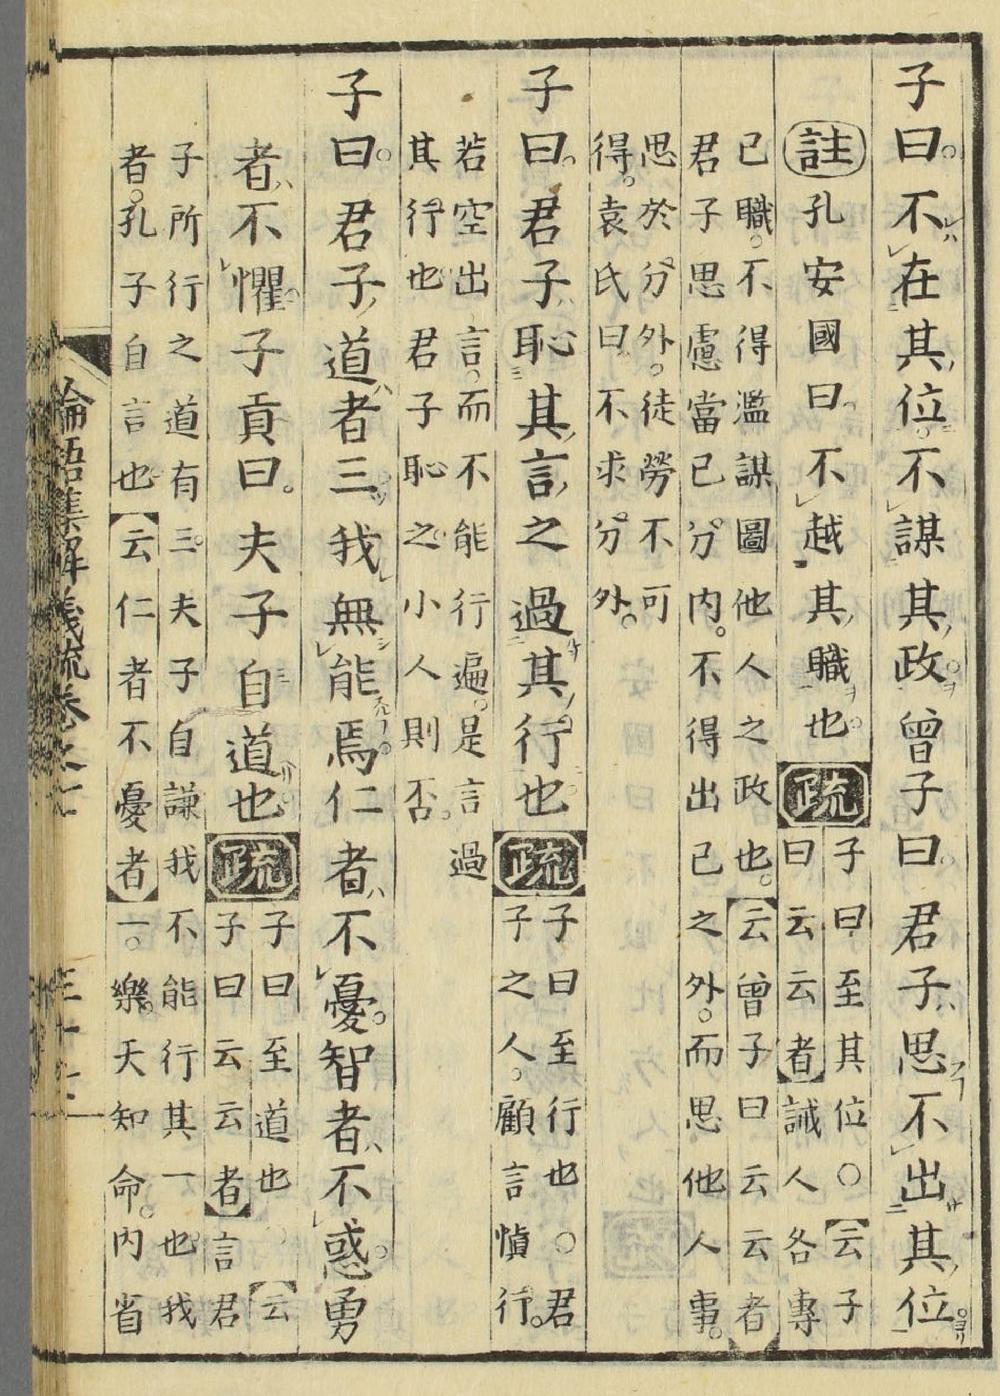 子曰不在其位不謀其政曾子曰君子思不出其位
註孔安國曰不越其職也疏子曰至其位○云子
曰云云者誡人各專
己職不得濫謀圖他人之政也云曾子曰云云者
君子思慮當己分內不得出己之外而思他人事
思於分外徒勞不可
得袁氏曰不求分外
子曰君子恥其言之過其行也疏子曰至行也○君
子之人顧言慎行
若空出言而不能行遍是言過
其行也君子恥之小人則否
子曰君子道者三我無能焉仁者不憂智者不惑勇
者不懼子貢曰夫子自道也疏子曰至道也○云
子曰云云者言君
子所行之道有三夫子自謙我不能行其一也我
者孔子自言也云仁者不憂者一樂天知命內省
論語集解義疏卷之七